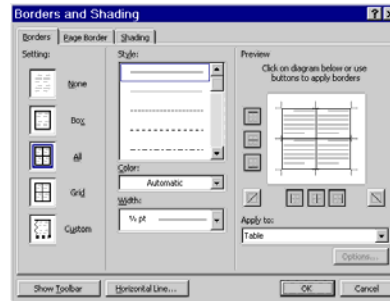 Borders and Shading
Borders
Page Border
Shading
Setting:
None
Box
All
Grid
Custom
Style:
Color:
Automatic
Width:
½ pt
Preview
Click on diagram below or use
buttons to apply borders
Apply to:
Table
Options...
Show Toolbar
Horizontal Line...
OK
Cancel